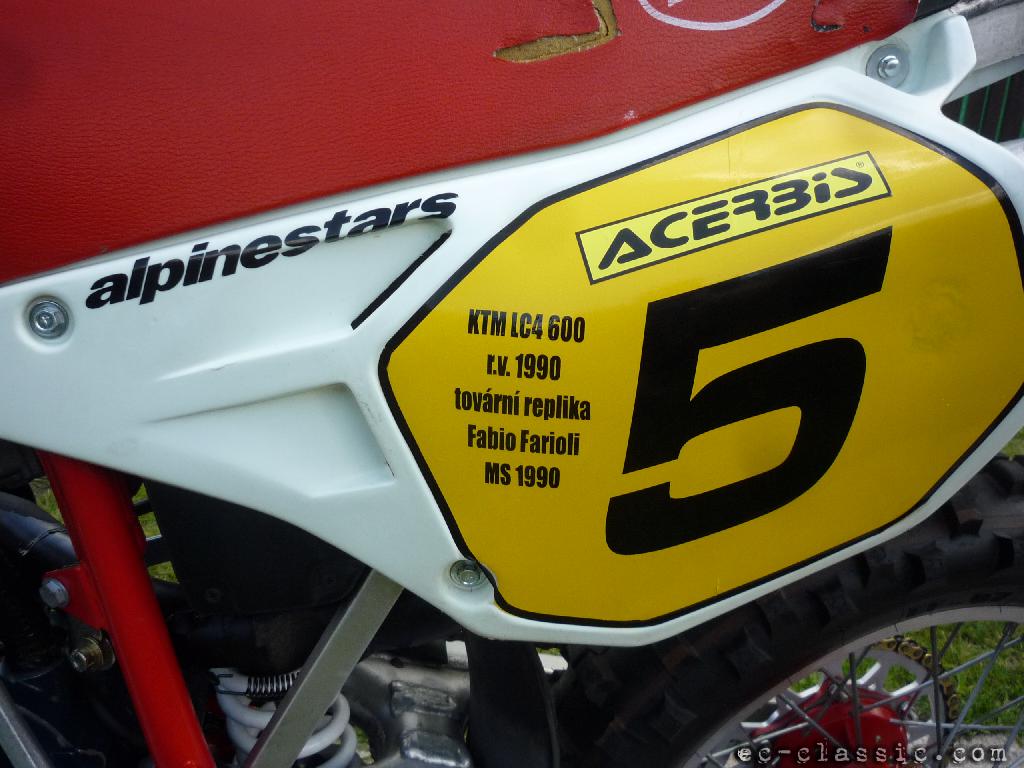 alpinestars
ACERBIS®
KTM LC4 600
r.v. 1990
tovární replika
Fabio Farioli
MS 1990
5
ec-classic.com